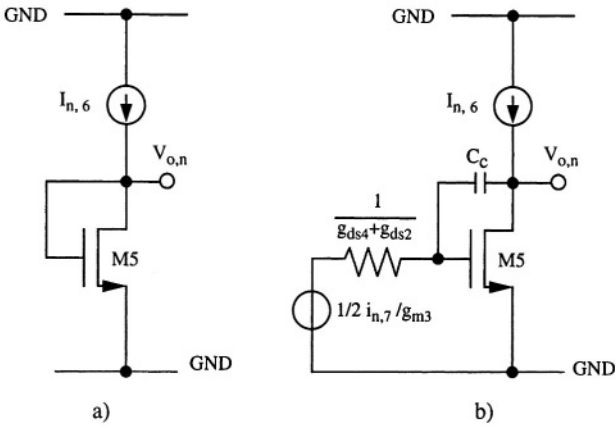 GND
I_{n, 6}
V_{o,n}
M5
GND
a)
GND
I_{n, 6}
C_c
V_{o,n}
1
g_{ds4}+g_{ds2}
M5
1/2 i_{n,7} /g_{m3}
GND
b)